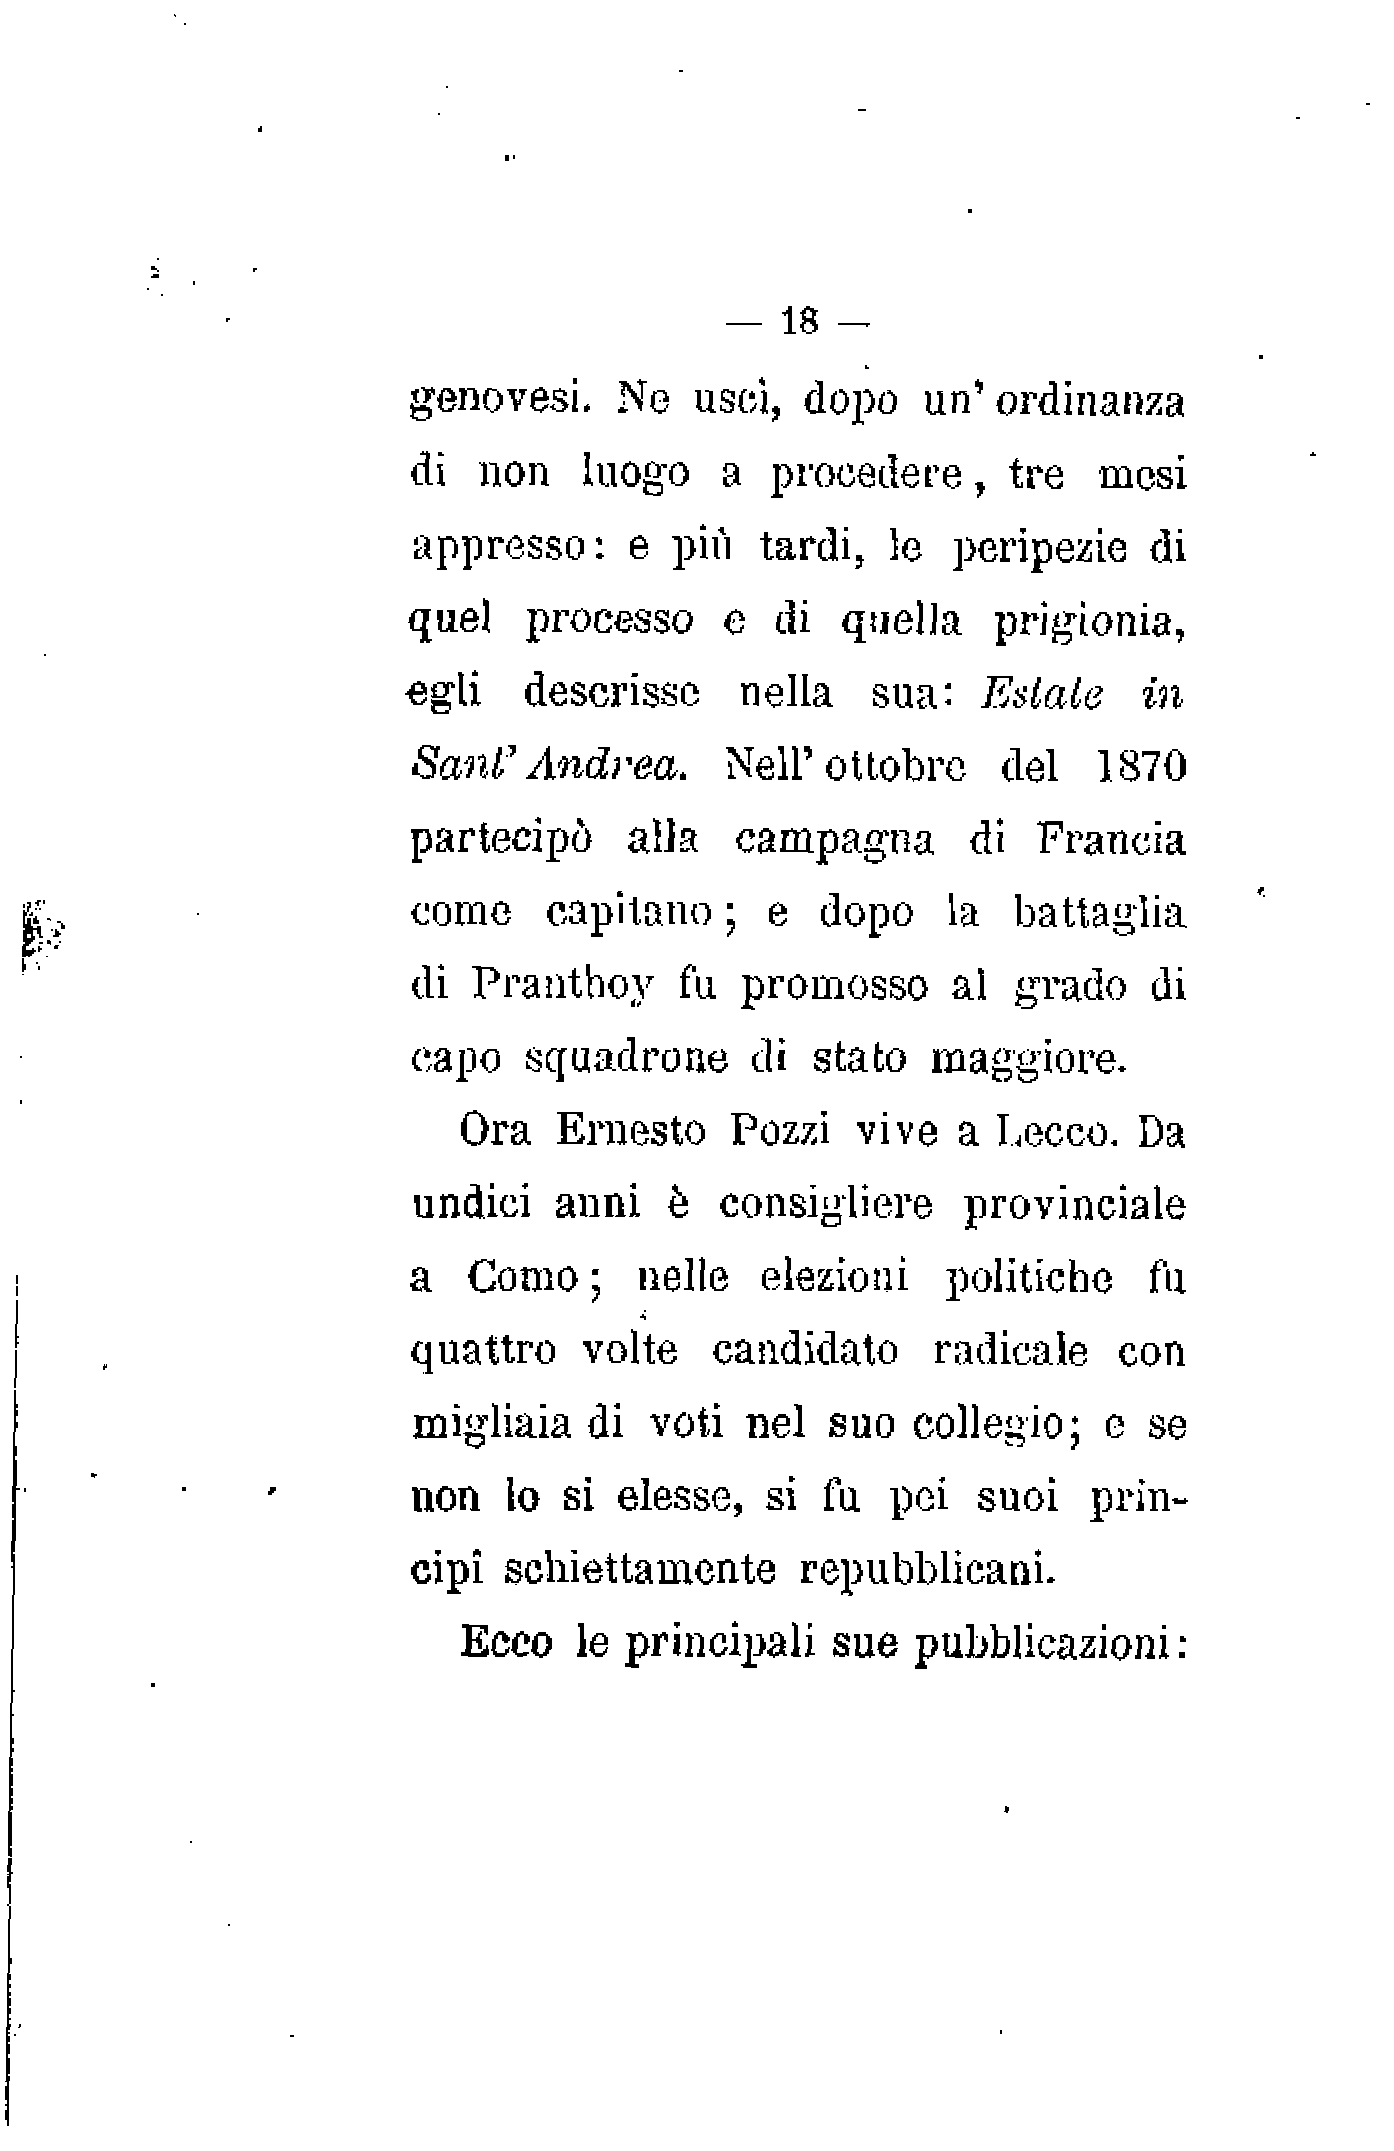 — 18 —
genovesi. Ne uscì, dopo un' ordinanza
di non luogo a procedere, tre mesi
appresso: e più tardi, le peripezie di
quel processo e di quella prigionia,
egli descrisse nella sua: Estate in
Sant' Andrea. Nell' ottobre del 1870
partecipò alla campagna di Francia
come capitano; e dopo la battaglia
di Pranthoy fu promosso al grado di
capo squadrone di stato maggiore.
Ora Ernesto Pozzi vive a Lecco. Da
undici anni è consigliere provinciale
a Como; nelle elezioni politiche fu
quattro volte candidato radicale con
migliaia di voti nel suo collegio; e se
non lo si elesse, si fu pei suoi prin-
cipî schiettamente repubblicani.
Ecco le principali sue pubblicazioni: